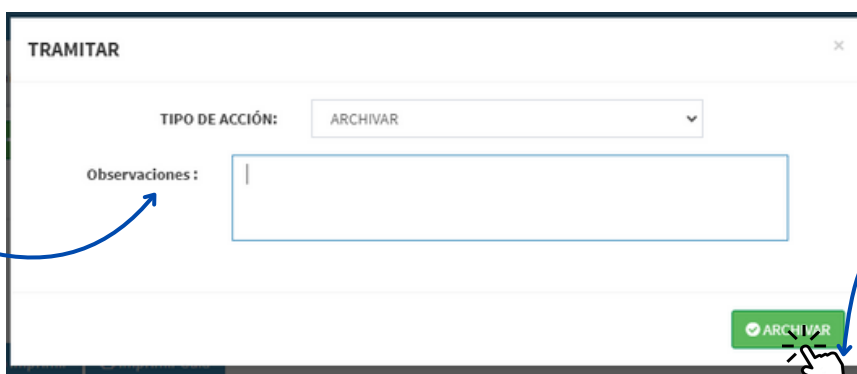 TRAMITAR
×
TIPO DE ACCIÓN:
ARCHIVAR
Observaciones :
ARCHIVAR